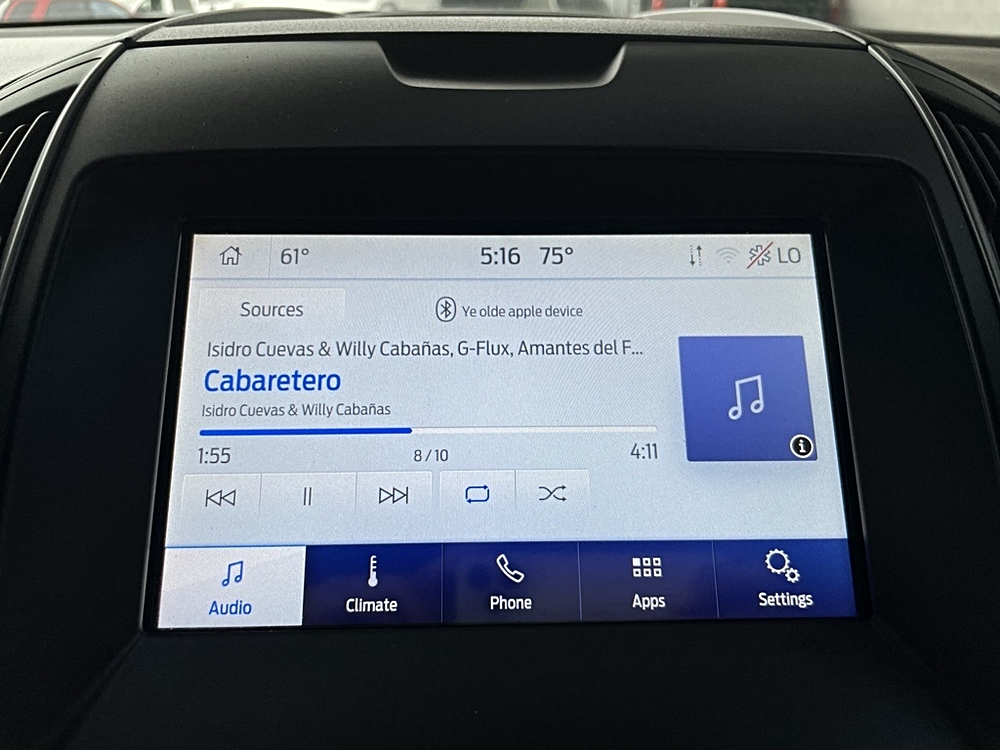 61° 5:16 75° LO
Sources Ye olde apple device
Isidro Cuevas & Willy Cabañas, G-Flux, Amantes del F...
Cabaretero
Isidro Cuevas & Willy Cabañas
1:55 8/10 4:11
Audio Climate Phone Apps Settings